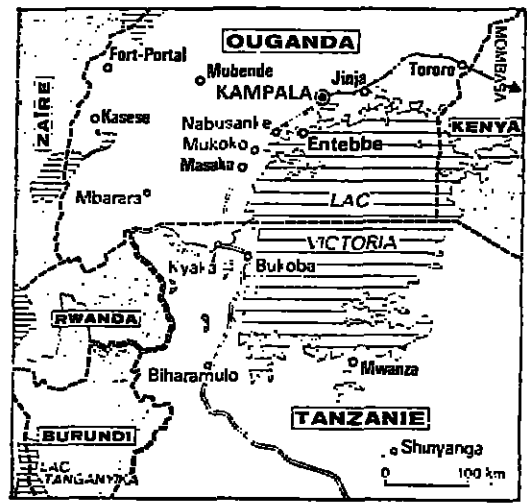 OUGANDA
Fort-Portal
Mubende
Jinja
Tororo
MOMBASA
KAMPALA
ZAIRE
Kasese
Nabusanke
Entebbe
KENYA
Mukoko
Masaka
Mbarara
LAC
VICTORIA
Kyaka
Bukoba
RWANDA
Biharamulo
Mwanza
TANZANIE
BURUNDI
Shinyanga
LAC
TANGANYIKA
0 100 km